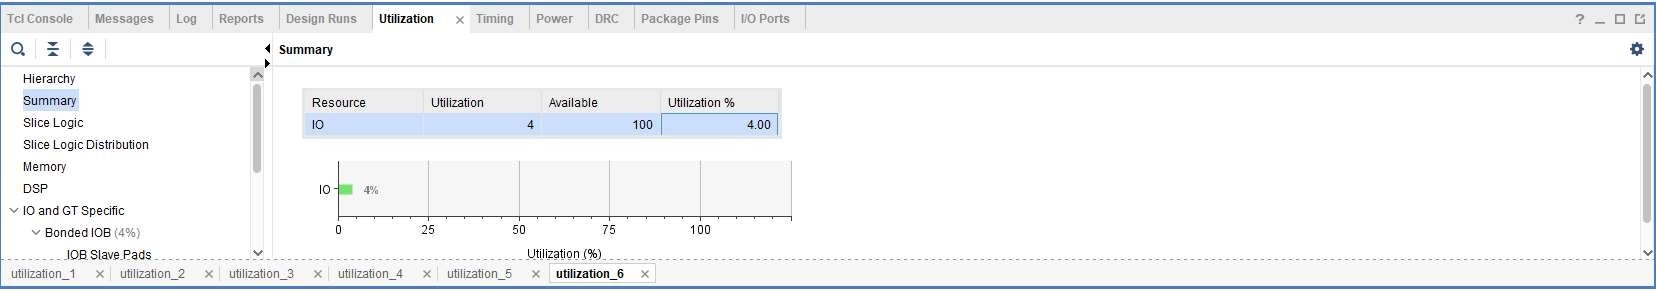 Tcl Console Messages Log Reports Design Runs Utilization × Timing Power DRC Package Pins I/O Ports ?
Summary
Hierarchy
Summary
Slice Logic
Slice Logic Distribution
Memory
DSP
IO and GT Specific
Bonded IOB (4%)
IOB Slave Pads
Resource Utilization Available Utilization %
IO 4 100 4.00
IO 4%
0 25 50 75 100
Utilization (%)
utilization_1 × utilization_2 × utilization_3 × utilization_4 × utilization_5 × utilization_6 ×